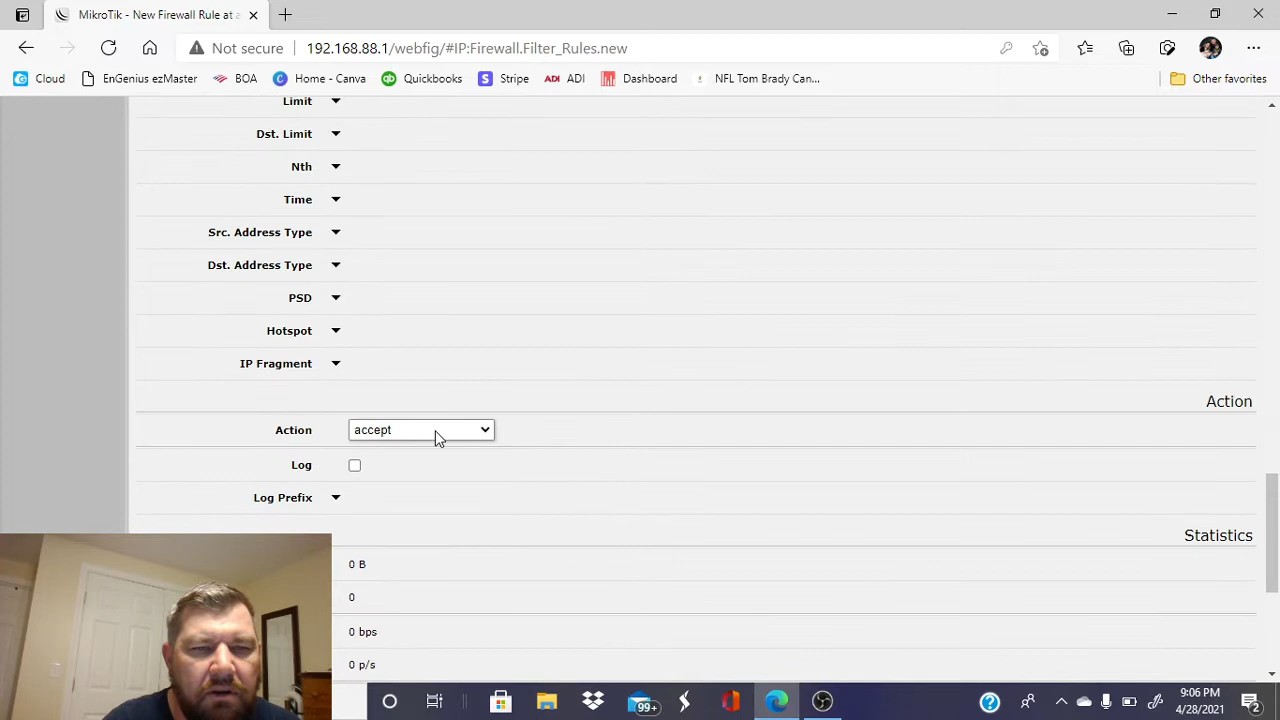 MikroTik - New Firewall Rule at a
Not secure 192.168.88.1/webfig/#IP:Firewall.Filter_Rules.new
Cloud EnGenius ezMaster BOA Home - Canva Quickbooks Stripe ADI ADI Dashboard NFL Tom Brady Can... Other favorites
Limit
Dst. Limit
Nth
Time
Src. Address Type
Dst. Address Type
PSD
Hotspot
IP Fragment
Action
Action accept
Log
Log Prefix
Statistics
0 B
0
0 bps
0 p/s
99+
9:06 PM
4/28/2021
2